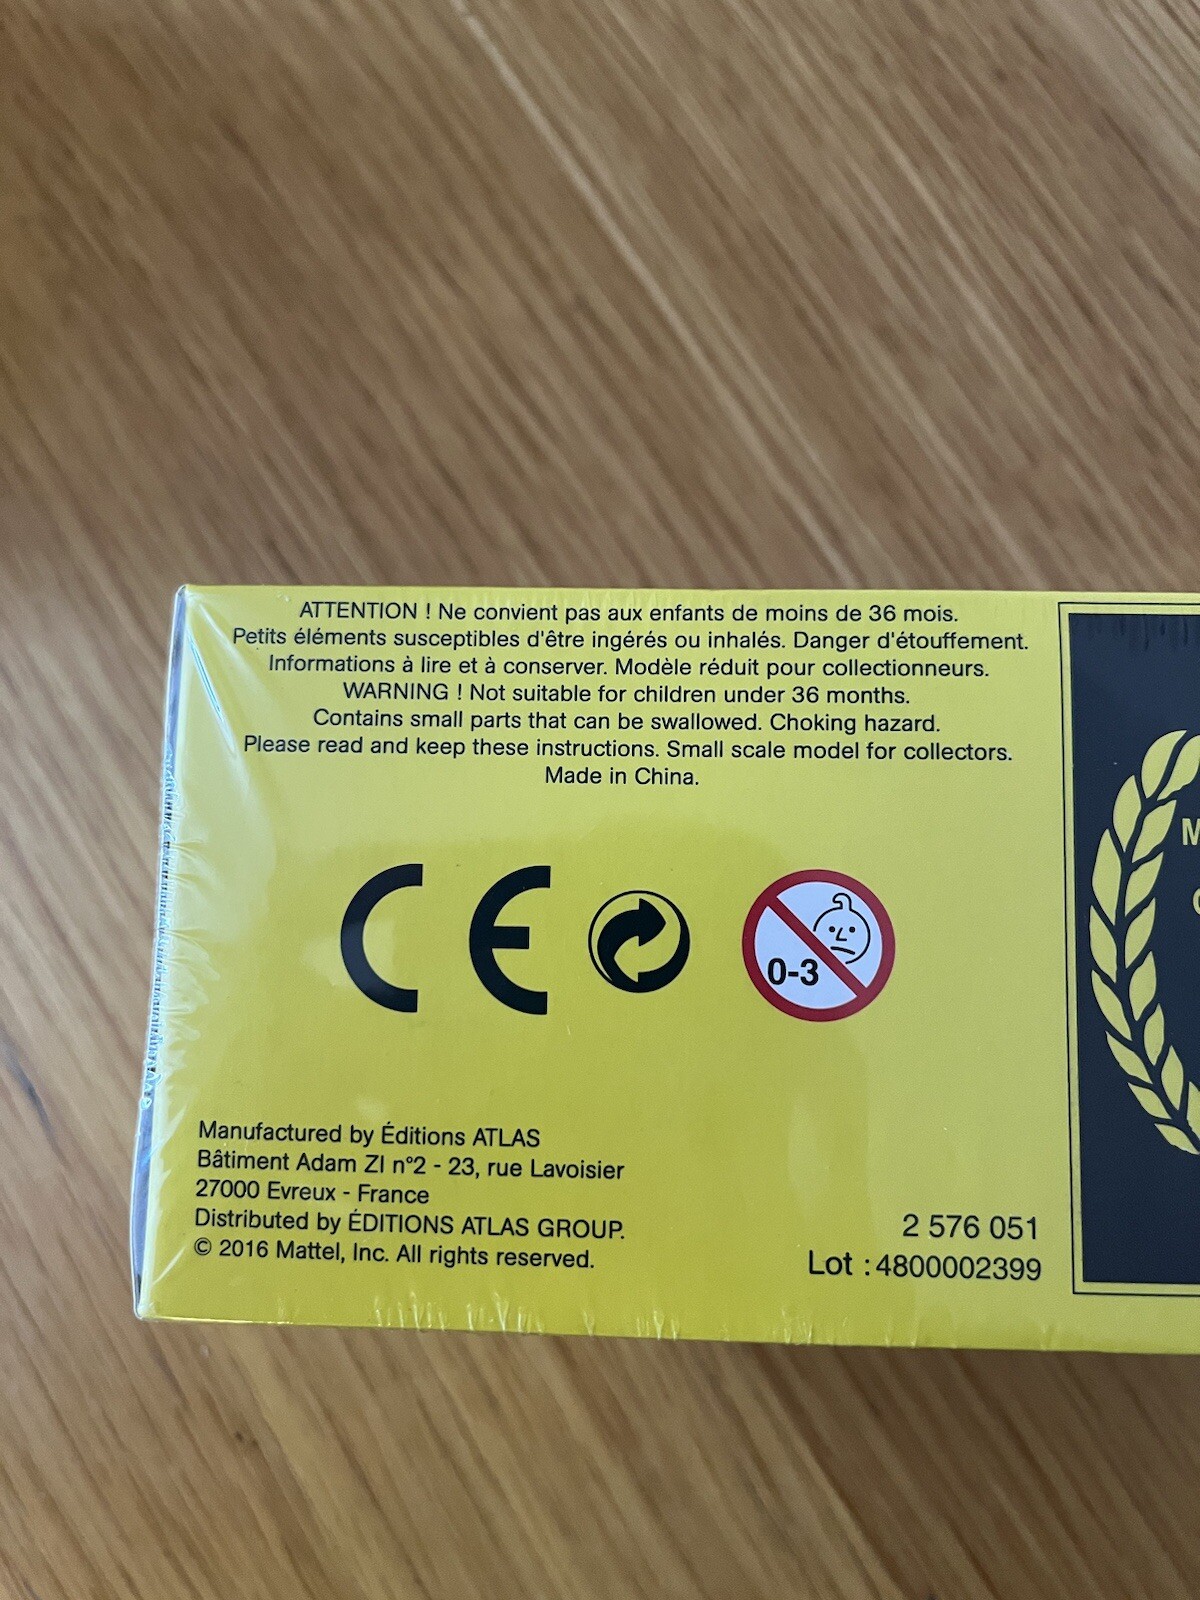 ATTENTION ! Ne convient pas aux enfants de moins de 36 mois.
Petits éléments susceptibles d'être ingérés ou inhalés. Danger d'étouffement.
Informations à lire et à conserver. Modèle réduit pour collectionneurs.
WARNING ! Not suitable for children under 36 months.
Contains small parts that can be swallowed. Choking hazard.
Please read and keep these instructions. Small scale model for collectors.
Made in China.
CE
0-3
Manufactured by Éditions ATLAS
Bâtiment Adam ZI n°2 - 23, rue Lavoisier
27000 Evreux - France
Distributed by ÉDITIONS ATLAS GROUP.
© 2016 Mattel, Inc. All rights reserved.
2 576 051
Lot : 4800002399